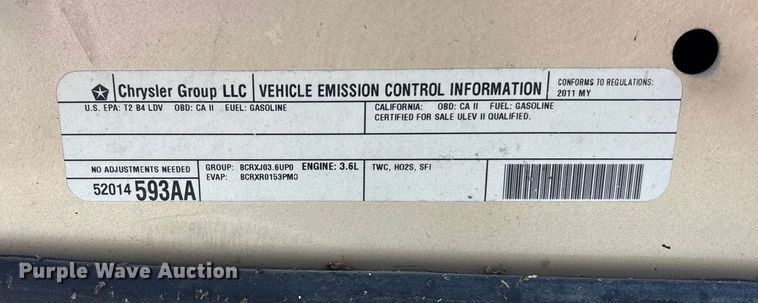 Chrysler Group LLC VEHICLE EMISSION CONTROL INFORMATION CONFORMS TO REGULATIONS:
2011 MY
U.S. EPA: T2 B4 LDV OBD: CA II FUEL: GASOLINE
CALIFORNIA: OBD: CA II FUEL: GASOLINE
CERTIFIED FOR SALE ULEV II QUALIFIED.
NO ADJUSTMENTS NEEDED
52014 593AA
GROUP: BCRXJ03.6UP0 ENGINE: 3.6L
EVAP: BCRXR0153PM0
TWC, HO2S, SFI
Purple Wave Auction